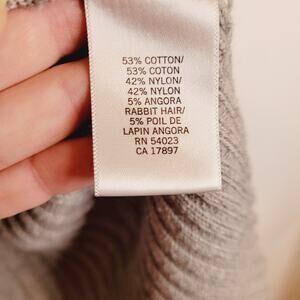 53% COTTON/
53% COTON
42% NYLON/
42% NYLON
5% ANGORA
RABBIT HAIR/
5% POIL DE
LAPIN ANGORA
RN 54023
CA 17897